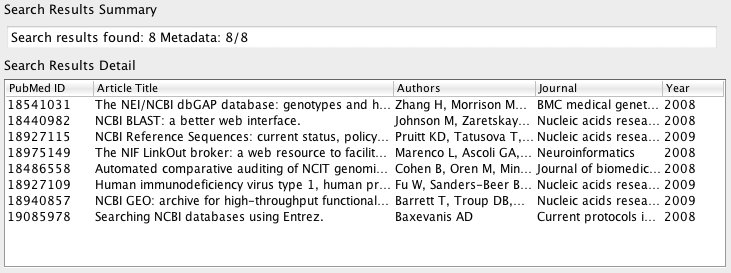 Search Results Summary
Search results found: 8 Metadata: 8/8
Search Results Detail
PubMed ID Article Title Authors Journal Year
18541031 The NEI/NCBI dbGAP database: genotypes and h... Zhang H, Morrison M... BMC medical genet... 2008
18440982 NCBI BLAST: a better web interface. Johnson M, Zaretskay... Nucleic acids resea... 2008
18927115 NCBI Reference Sequences: current status, policy... Pruitt KD, Tatusova T,... Nucleic acids resea... 2009
18975149 The NIF LinkOut broker: a web resource to facilit... Marenco L, Ascoli GA,... Neuroinformatics 2008
18486558 Automated comparative auditing of NCIT genomi... Cohen B, Oren M, Min... Journal of biomedic... 2008
18927109 Human immunodeficiency virus type 1, human pr... Fu W, Sanders-Beer B... Nucleic acids resea... 2009
18940857 NCBI GEO: archive for high-throughput functional... Barrett T, Troup DB,... Nucleic acids resea... 2009
19085978 Searching NCBI databases using Entrez. Baxevanis AD Current protocols i... 2008